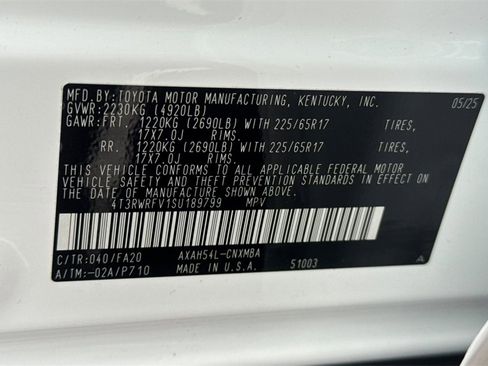 MFD.BY:TOYOTA MOTOR MANUFACTURING, KENTUCKY, INC. 05/25
GVWR:2230KG (4920LB)
GAWR:FRT. 1220KG (2690LB) WITH 225/65R17 TIRES,
17X7.0J RIMS,
RR. 1220KG (2690LB) WITH 225/65R17 TIRES,
17X7.0J RIMS.
THIS VEHICLE CONFORMS TO ALL APPLICABLE FEDERAL MOTOR
VEHICLE SAFETY AND THEFT PREVENTION STANDARDS IN EFFECT ON
THE DATE OF MANUFACTURE SHOWN ABOVE.
4T3RWRFV1SU189799 MPV
C/TR:040/FA20 AXAH54L-CNXMBA
A/TM:-02A/P710 MADE IN U.S.A. 51003